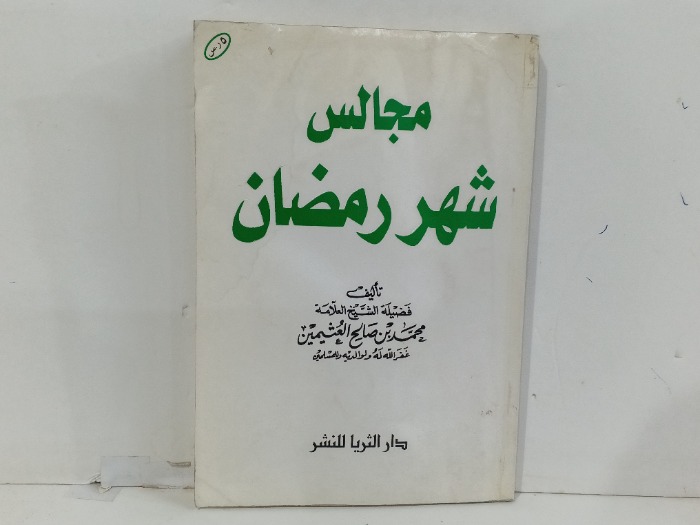 ٥ ر.س
مجالس
شهر رمضان
تأليف
فضيلة الشيخ العلامة
محمد بن صالح العثيمين
غفر الله له ولوالديه وللمسلمين
دار الثريا للنشر